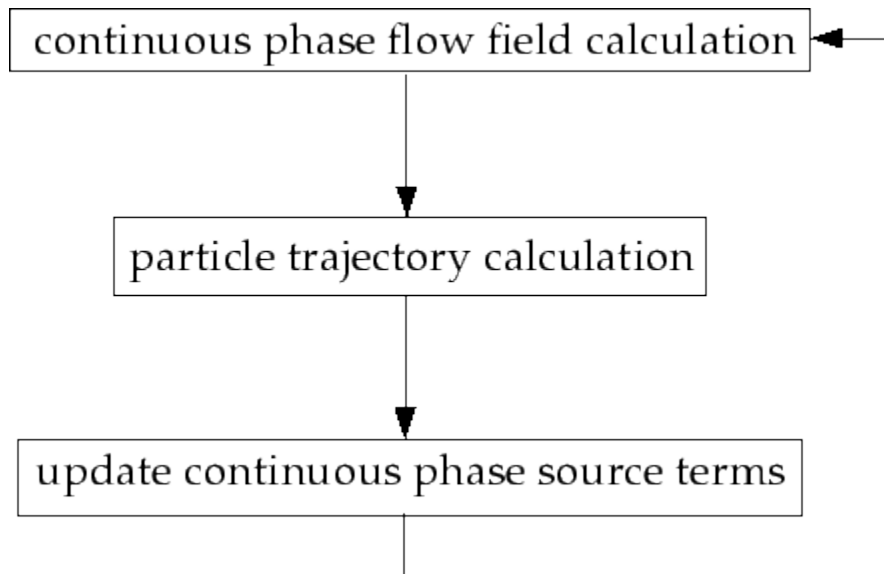 continuous phase flow field calculation
particle trajectory calculation
update continuous phase source terms